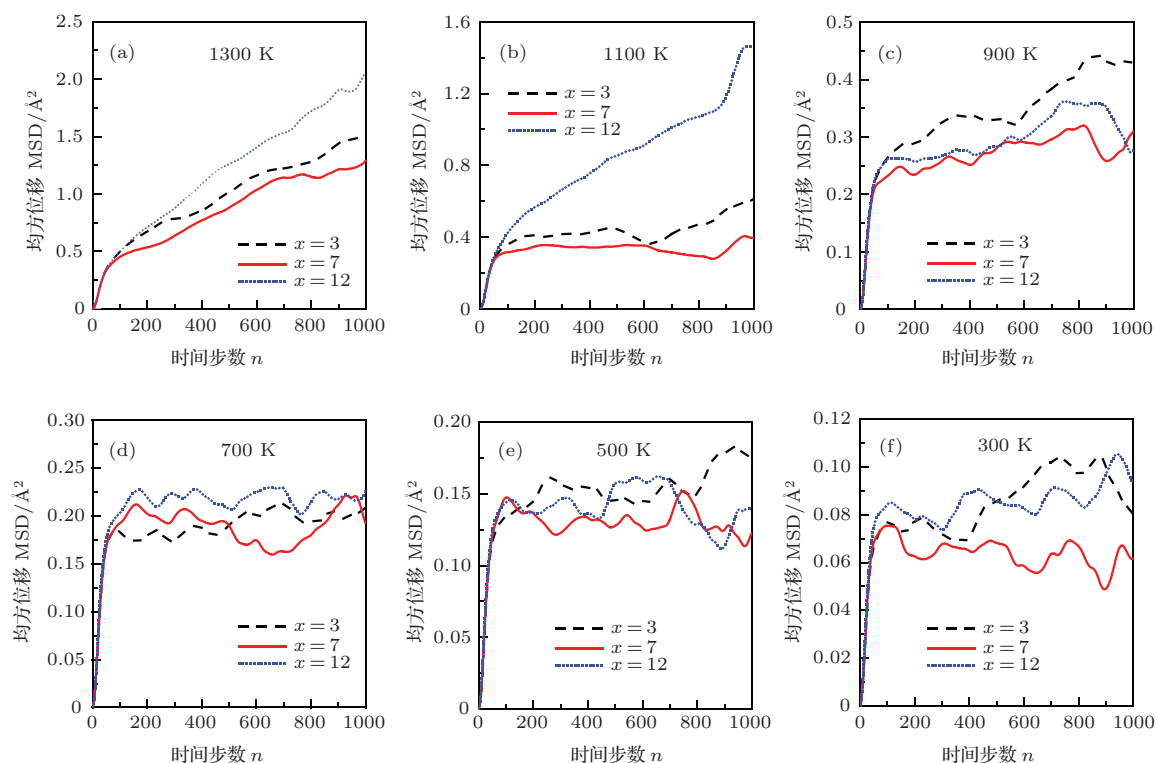 (a) 1300 K
均方位移 MSD/Å²
2.5
2.0
1.5
1.0
0.5
0
x = 3
x = 7
x = 12
0 200 400 600 800 1000
时间步数 n
(b) 1100 K
均方位移 MSD/Å²
1.6
1.2
0.8
0.4
0
x = 3
x = 7
x = 12
0 200 400 600 800 1000
时间步数 n
(c) 900 K
均方位移 MSD/Å²
0.5
0.4
0.3
0.2
0.1
0
x = 3
x = 7
x = 12
0 200 400 600 800 1000
时间步数 n
(d) 700 K
均方位移 MSD/Å²
0.30
0.25
0.20
0.15
0.10
0.05
0
x = 3
x = 7
x = 12
0 200 400 600 800 1000
时间步数 n
(e) 500 K
均方位移 MSD/Å²
0.20
0.15
0.10
0.05
0
x = 3
x = 7
x = 12
0 200 400 600 800 1000
时间步数 n
(f) 300 K
均方位移 MSD/Å²
0.12
0.10
0.08
0.06
0.04
0.02
0
x = 3
x = 7
x = 12
0 200 400 600 800 1000
时间步数 n